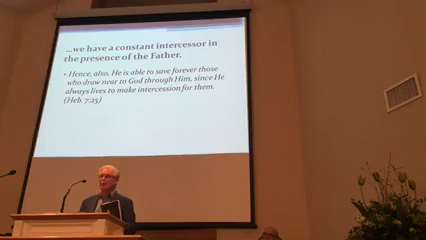 ...we have a constant intercessor in
the presence of the Father.
• Hence, also, He is able to save forever those
who draw near to God through Him, since He
always lives to make intercession for them.
(Heb. 7:25)